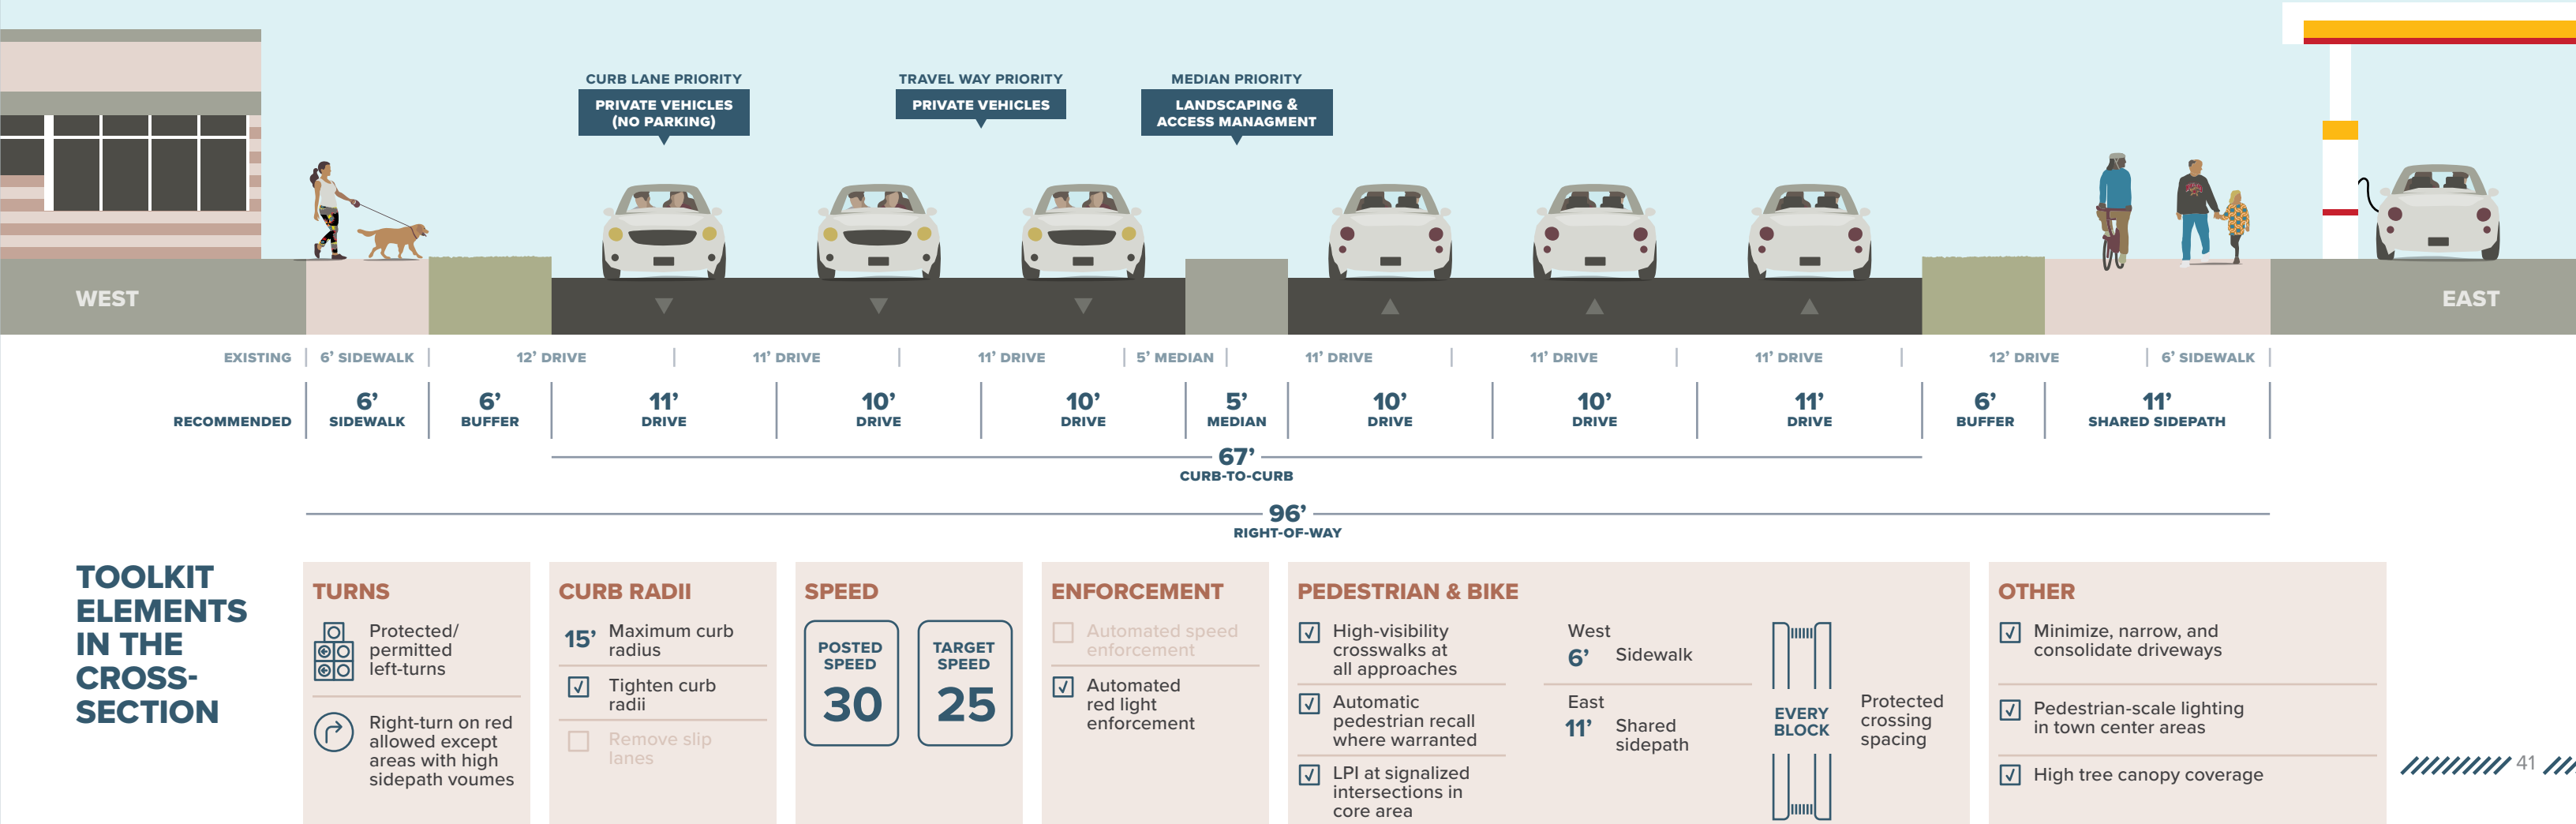 CURB LANE PRIORITY
PRIVATE VEHICLES
(NO PARKING)
TRAVEL WAY PRIORITY
PRIVATE VEHICLES
MEDIAN PRIORITY
LANDSCAPING &
ACCESS MANAGMENT
WEST
EAST
EXISTING
6’ SIDEWALK
12’ DRIVE
11’ DRIVE
11’ DRIVE
5’ MEDIAN
11’ DRIVE
11’ DRIVE
11’ DRIVE
12’ DRIVE
6’ SIDEWALK
RECOMMENDED
6’
SIDEWALK
6’
BUFFER
11’
DRIVE
10’
DRIVE
10’
DRIVE
5’
MEDIAN
10’
DRIVE
10’
DRIVE
11’
DRIVE
6’
BUFFER
11’
SHARED SIDEPATH
67’
CURB-TO-CURB
96’
RIGHT-OF-WAY
TOOLKIT
ELEMENTS
IN THE
CROSS-
SECTION
TURNS
Protected/
permitted
left-turns
Right-turn on red
allowed except
areas with high
sidepath voumes
CURB RADII
15’
Maximum curb
radius
Tighten curb
radii
Remove slip
lanes
SPEED
POSTED
SPEED
30
TARGET
SPEED
25
ENFORCEMENT
Automated speed
enforcement
Automated
red light
enforcement
PEDESTRIAN & BIKE
High-visibility
crosswalks at
all approaches
Automatic
pedestrian recall
where warranted
LPI at signalized
intersections in
core area
West
6’ Sidewalk
East
11’ Shared
sidepath
EVERY
BLOCK
Protected
crossing
spacing
OTHER
Minimize, narrow, and
consolidate driveways
Pedestrian-scale lighting
in town center areas
High tree canopy coverage
41